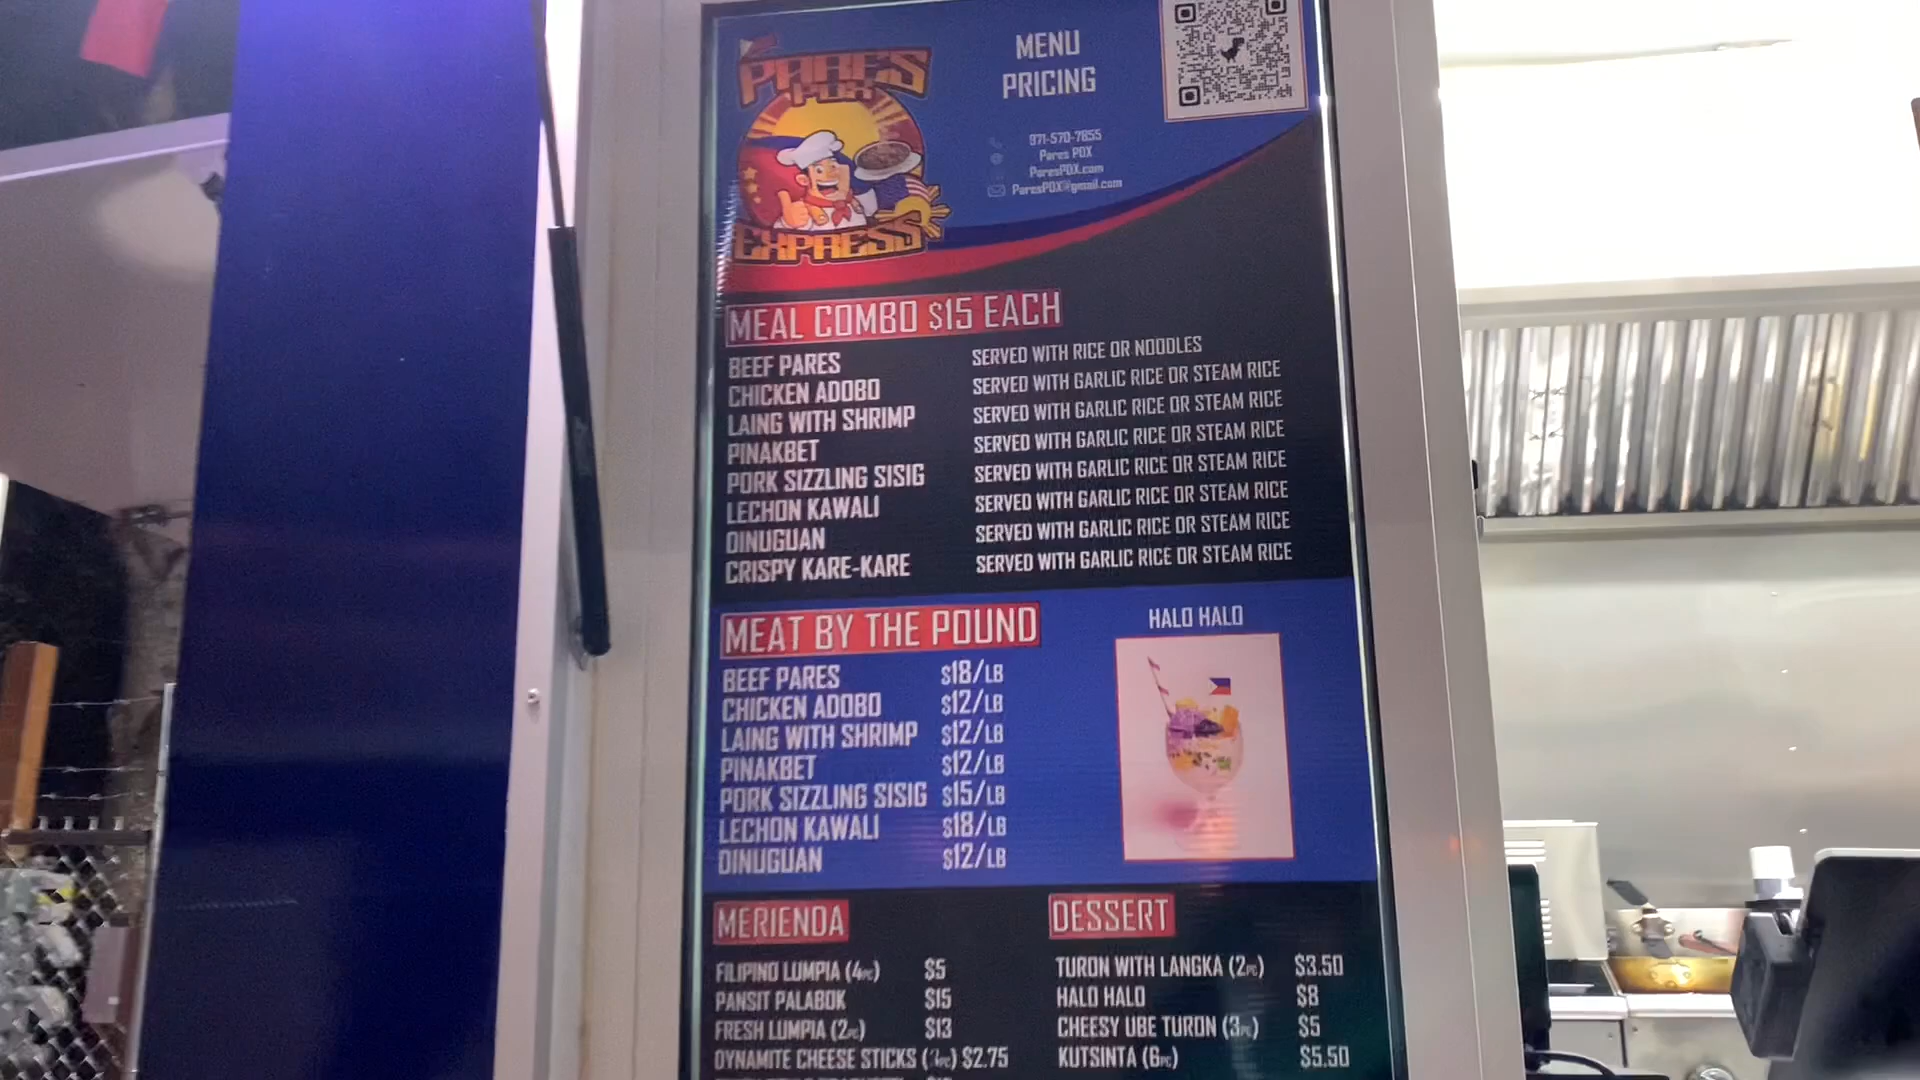 PARES
PDX
EXPRESS
MENU
PRICING
971-570-7855
Pares PDX
ParesPDX.com
ParesPDX@gmail.com
MEAL COMBO $15 EACH
BEEF PARES SERVED WITH RICE OR NOODLES
CHICKEN ADOBO SERVED WITH GARLIC RICE OR STEAM RICE
LAING WITH SHRIMP SERVED WITH GARLIC RICE OR STEAM RICE
PINAKBET SERVED WITH GARLIC RICE OR STEAM RICE
PORK SIZZLING SISIG SERVED WITH GARLIC RICE OR STEAM RICE
LECHON KAWALI SERVED WITH GARLIC RICE OR STEAM RICE
DINUGUAN SERVED WITH GARLIC RICE OR STEAM RICE
CRISPY KARE-KARE SERVED WITH GARLIC RICE OR STEAM RICE
MEAT BY THE POUND
BEEF PARES $18/LB
CHICKEN ADOBO $12/LB
LAING WITH SHRIMP $12/LB
PINAKBET $12/LB
PORK SIZZLING SISIG $15/LB
LECHON KAWALI $18/LB
DINUGUAN $12/LB
HALO HALO
MERIENDA
FILIPINO LUMPIA (4PC) $5
PANSIT PALABOK $15
FRESH LUMPIA (2PC) $13
DYNAMITE CHEESE STICKS (3PC) $2.75
DESSERT
TURON WITH LANGKA (2PC) $3.50
HALO HALO $8
CHEESY UBE TURON (3PC) $5
KUTSINTA (6PC) $5.50